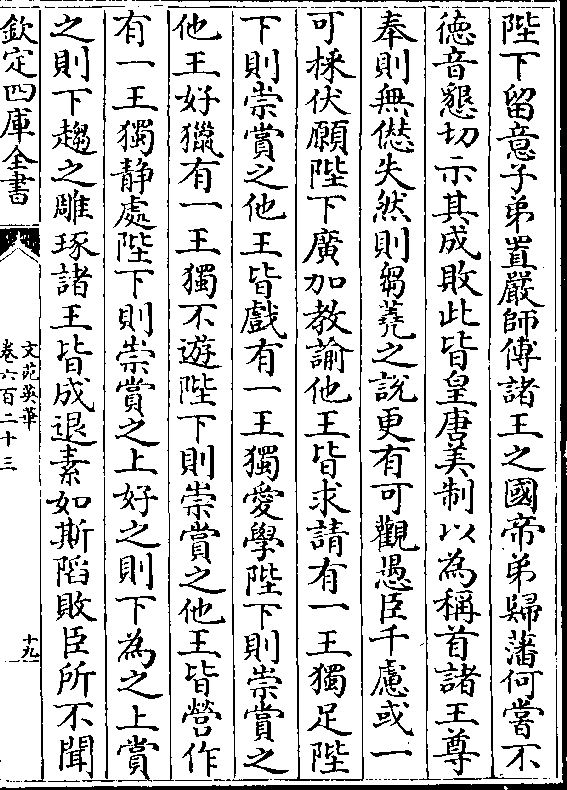 陛下留意子弟置嚴師傅諸王之國帝弟歸藩何嘗不
德音懇切示其成敗此皆皇唐美制以為稱首諸王尊
奉則無愆失然則芻蕘之說更有可觀愚臣千慮或一
可採伏願陛下廣加教諭他王皆求請有一王獨足陛
下則崇賞之他王皆戲有一王獨愛學陛下則崇賞之
他王好獵有一王獨不遊陛下則崇賞之他王皆營作
有一王獨静處陛下則崇賞之上好之則下為之上賞
之則下趨之雕琢諸王皆成退素如斯䧟敗臣所不聞
欽定四庫全書
文苑英華
卷六百二十三
十九